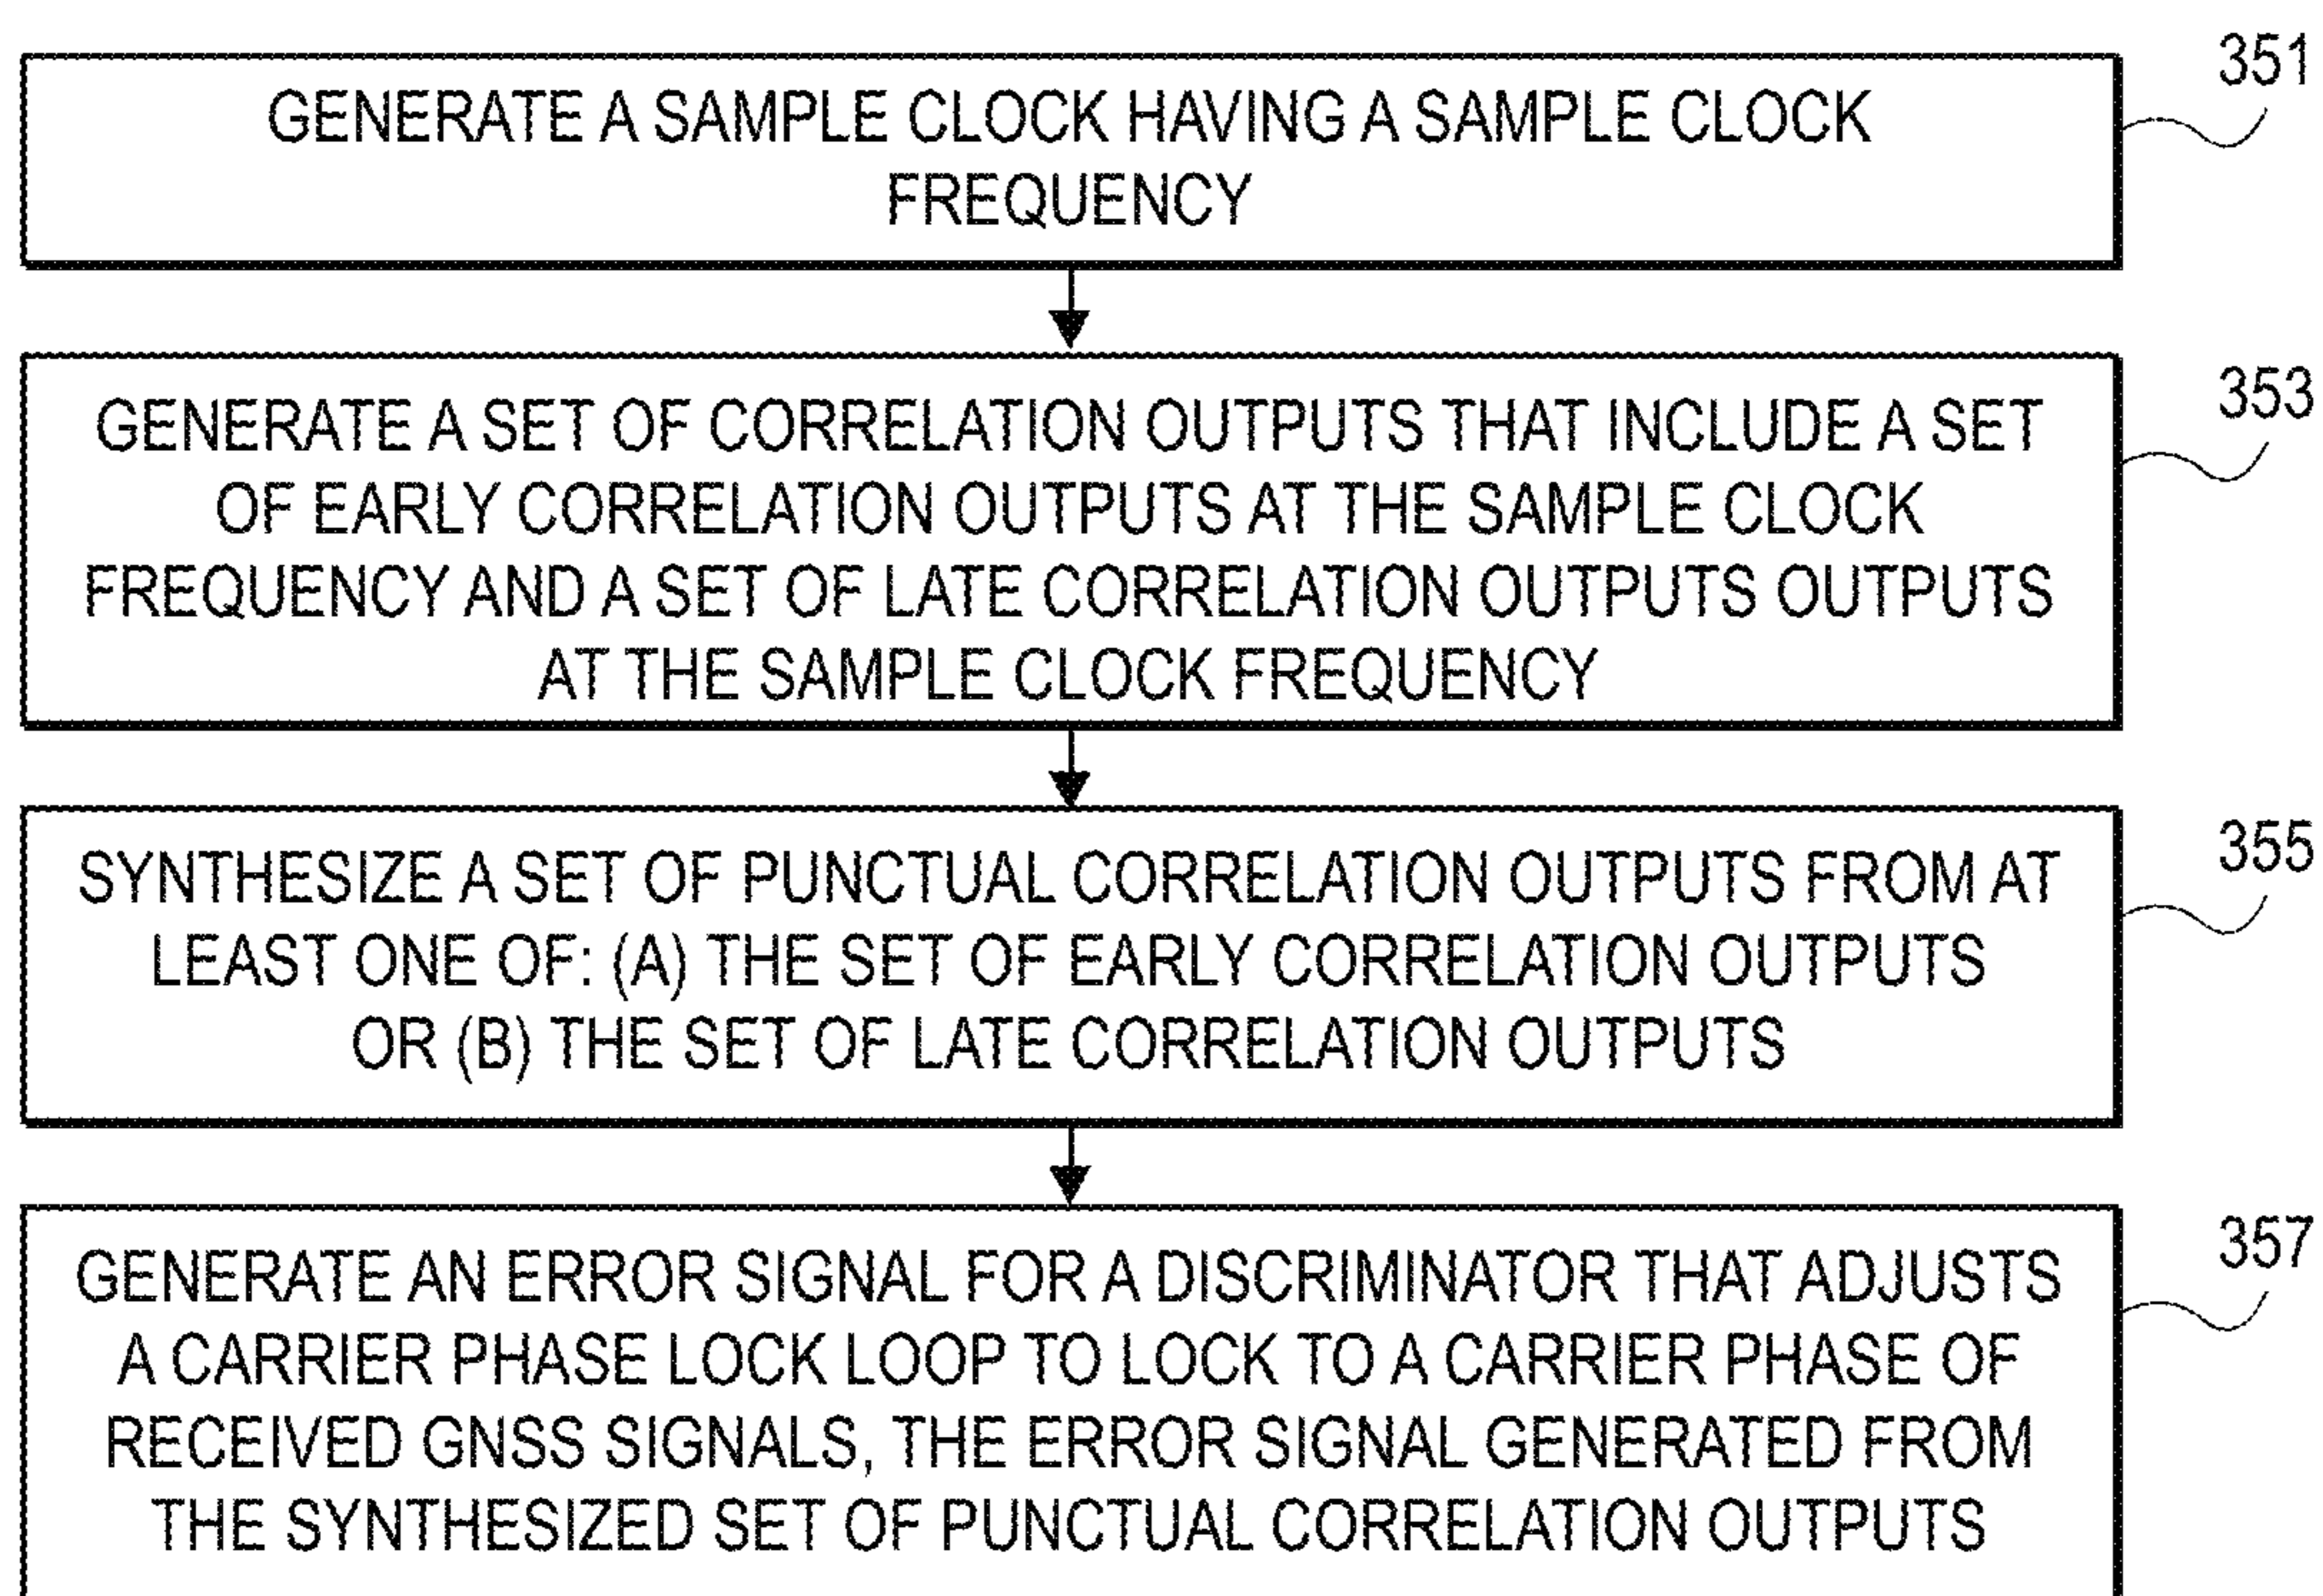 351
GENERATE A SAMPLE CLOCK HAVING A SAMPLE CLOCK
FREQUENCY
353
GENERATE A SET OF CORRELATION OUTPUTS THAT INCLUDE A SET
OF EARLY CORRELATION OUTPUTS AT THE SAMPLE CLOCK
FREQUENCY AND A SET OF LATE CORRELATION OUTPUTS OUTPUTS
AT THE SAMPLE CLOCK FREQUENCY
355
SYNTHESIZE A SET OF PUNCTUAL CORRELATION OUTPUTS FROM AT
LEAST ONE OF: (A) THE SET OF EARLY CORRELATION OUTPUTS
OR (B) THE SET OF LATE CORRELATION OUTPUTS
357
GENERATE AN ERROR SIGNAL FOR A DISCRIMINATOR THAT ADJUSTS
A CARRIER PHASE LOCK LOOP TO LOCK TO A CARRIER PHASE OF
RECEIVED GNSS SIGNALS, THE ERROR SIGNAL GENERATED FROM
THE SYNTHESIZED SET OF PUNCTUAL CORRELATION OUTPUTS